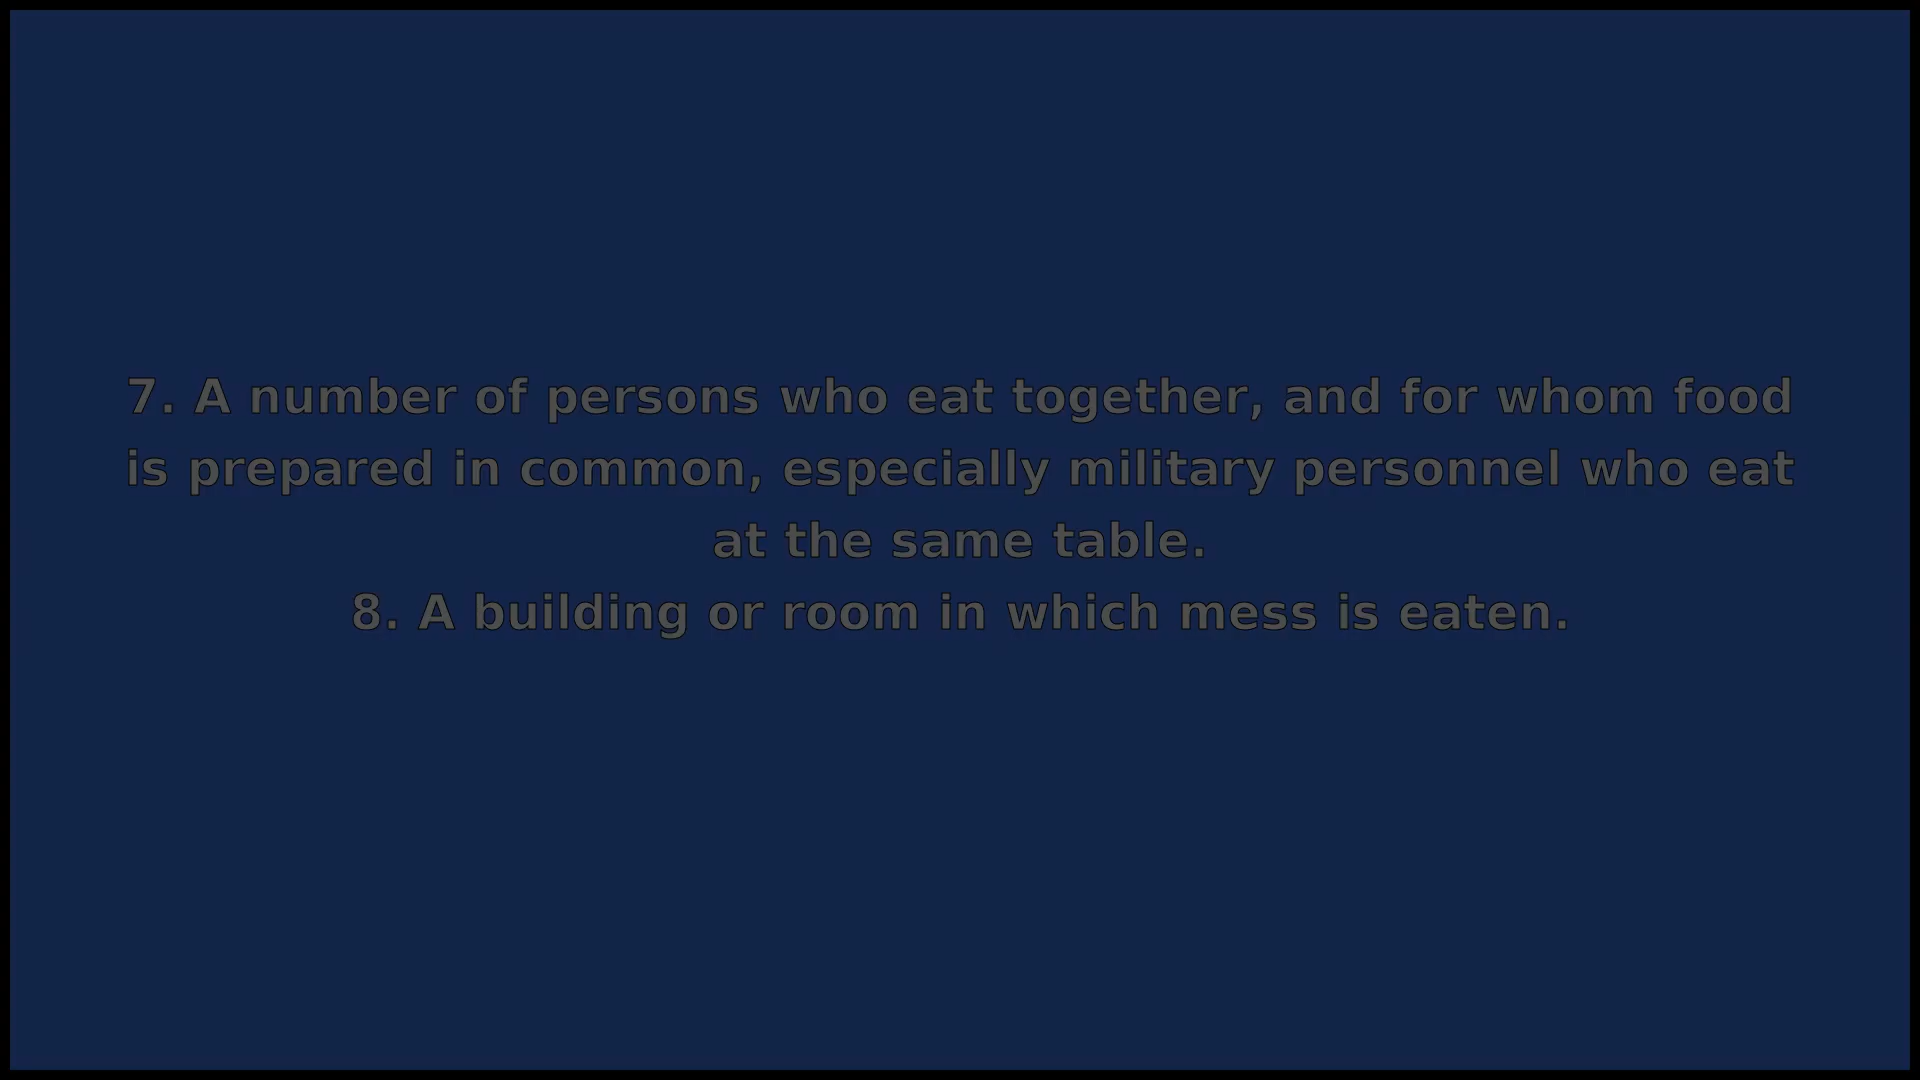 7. A number of persons who eat together, and for whom food
is prepared in common, especially military personnel who eat
at the same table.
8. A building or room in which mess is eaten.